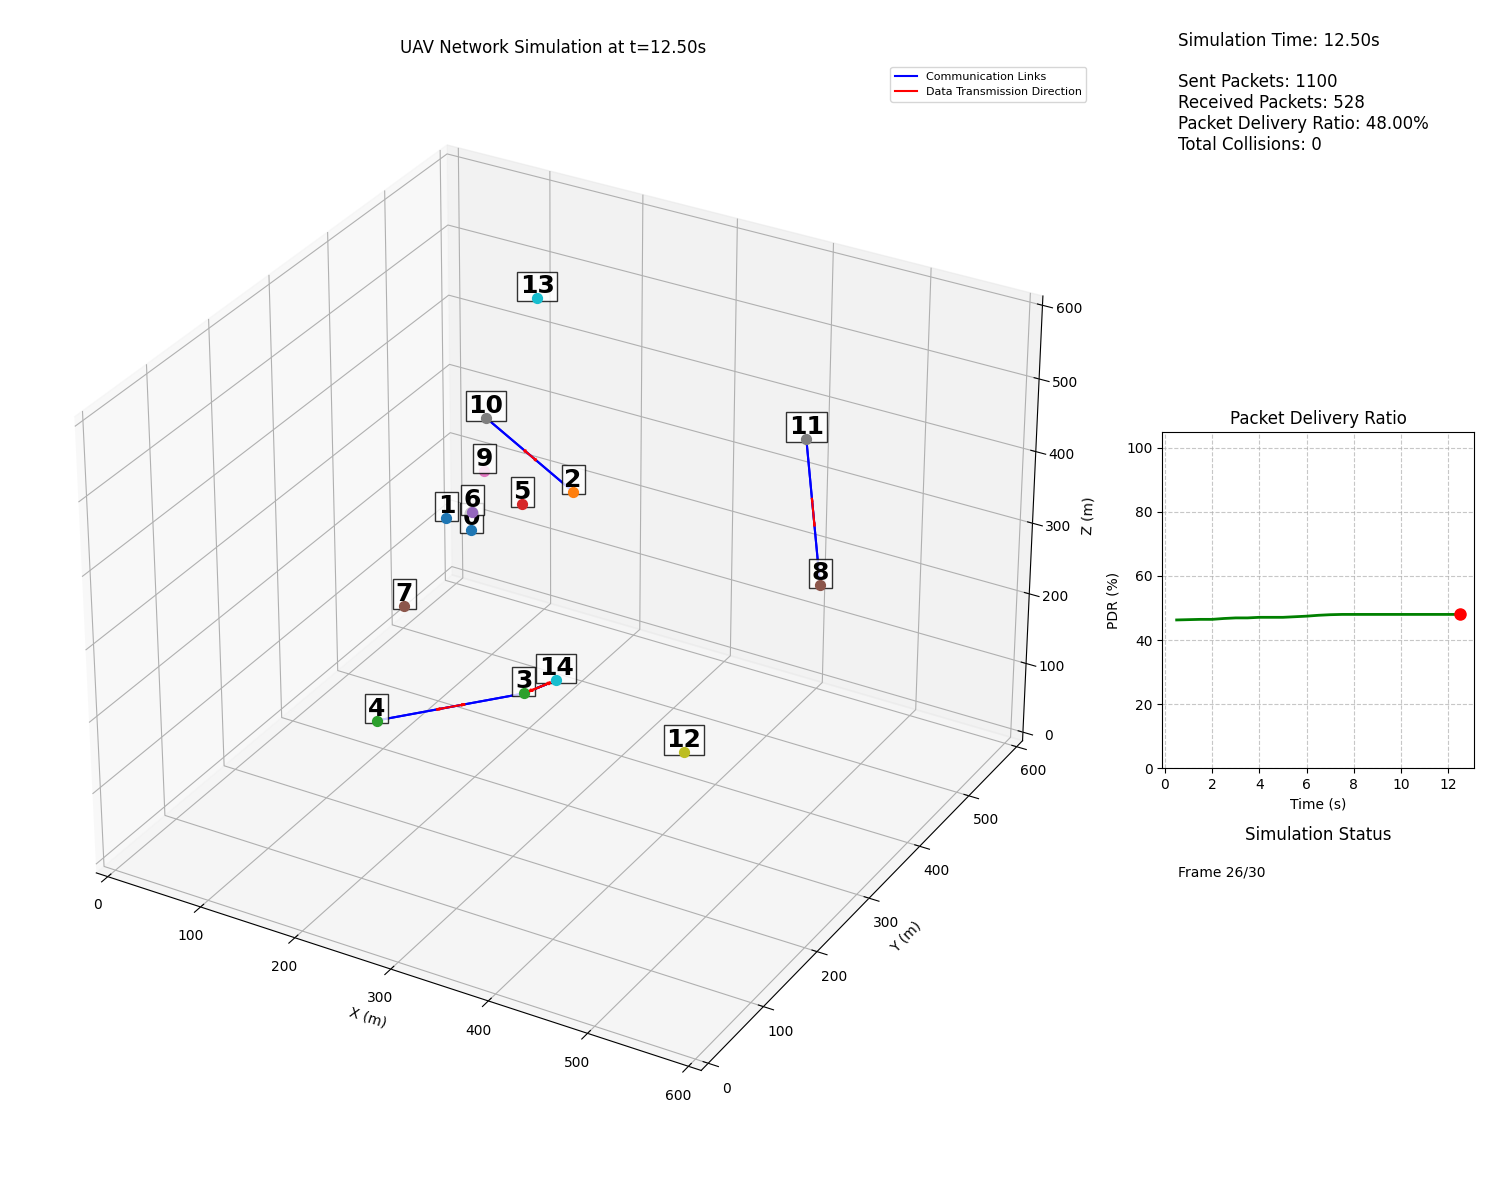 UAV Network Simulation at t=12.50s
Communication Links
Data Transmission Direction
Simulation Time: 12.50s
Sent Packets: 1100
Received Packets: 528
Packet Delivery Ratio: 48.00%
Total Collisions: 0
13
10
11
9
2
5
1
6
0
8
7
14
3
4
12
600
500
400
300
200
100
0
Z (m)
0
100
200
300
400
500
600
X (m)
0
100
200
300
400
500
600
Y (m)
Packet Delivery Ratio
100
80
60
40
20
0
PDR (%)
0 2 4 6 8 10 12
Time (s)
Simulation Status
Frame 26/30